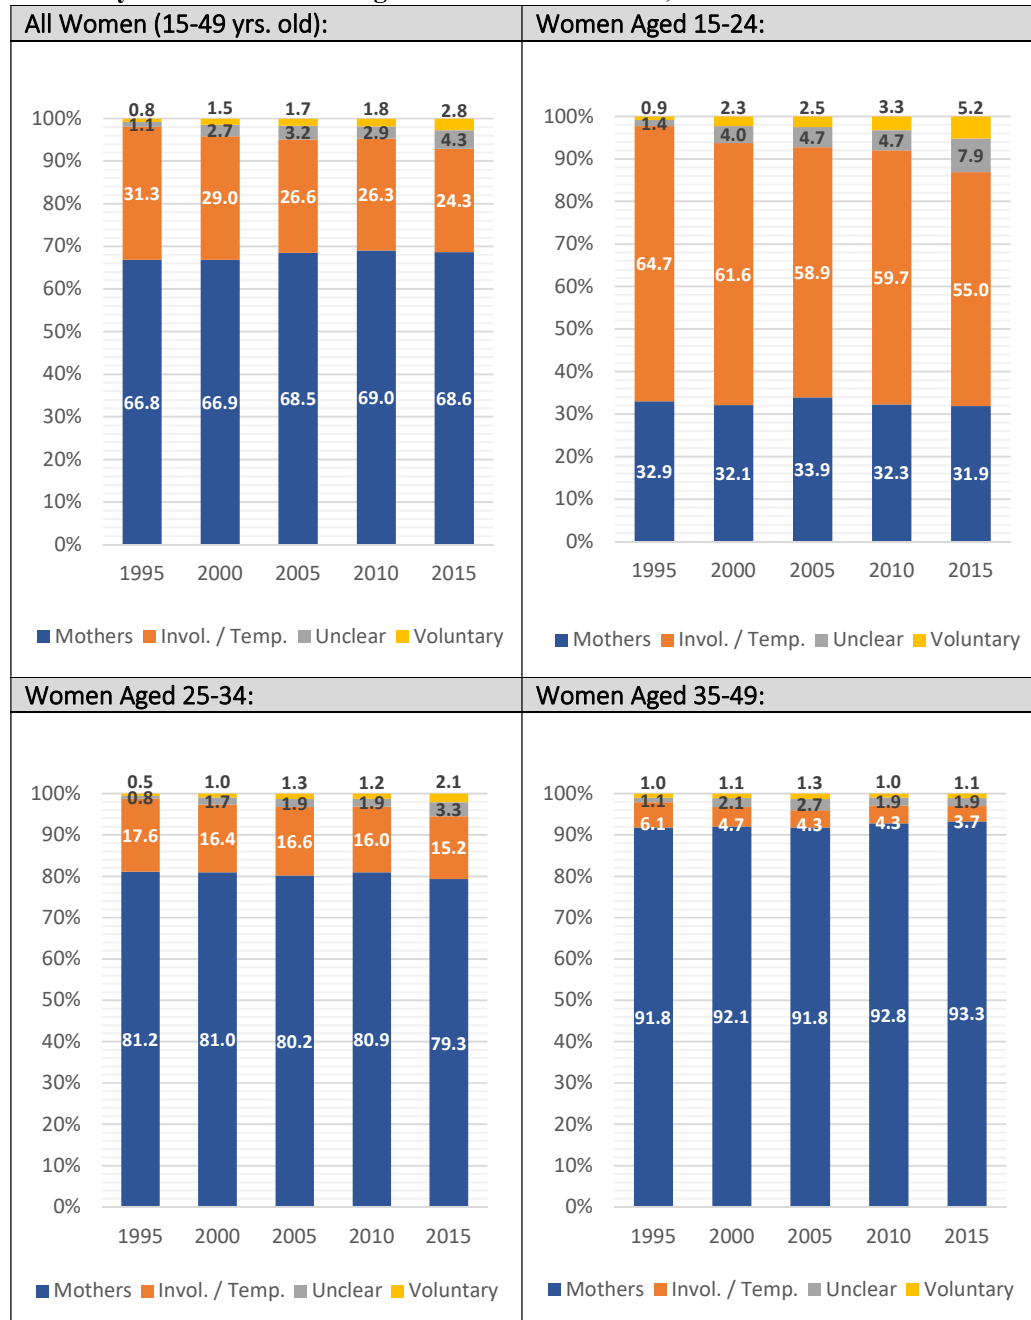 All Women (15-49 yrs. old):
Women Aged 15-24:
0.8 1.5 1.7 1.8 2.8
100%
1.1 2.7 3.2 2.9 4.3
90%
31.3 29.0 26.6 26.3 24.3
80%
70%
60%
50%
40%
66.8 66.9 68.5 69.0 68.6
30%
20%
10%
0%
1995 2000 2005 2010 2015
Mothers Invol. / Temp. Unclear Voluntary
0.9 2.3 2.5 3.3 5.2
100%
1.4 4.0 4.7 4.7 7.9
90%
80%
70%
64.7 61.6 58.9 59.7 55.0
60%
50%
40%
30%
20%
32.9 32.1 33.9 32.3 31.9
10%
0%
1995 2000 2005 2010 2015
Mothers Invol. / Temp. Unclear Voluntary
Women Aged 25-34:
Women Aged 35-49:
0.5 1.0 1.3 1.2 2.1
100%
0.8 1.7 1.9 1.9 3.3
90%
17.6 16.4 16.6 16.0 15.2
80%
70%
60%
50%
40%
81.2 81.0 80.2 80.9 79.3
30%
20%
10%
0%
1995 2000 2005 2010 2015
Mothers Invol. / Temp. Unclear Voluntary
1.0 1.1 1.3 1.0 1.1
100%
1.1 2.1 2.7 1.9 1.9
6.1 4.7 4.3 4.3 3.7
90%
80%
70%
60%
50%
91.8 92.1 91.8 92.8 93.3
40%
30%
20%
10%
0%
1995 2000 2005 2010 2015
Mothers Invol. / Temp. Unclear Voluntary